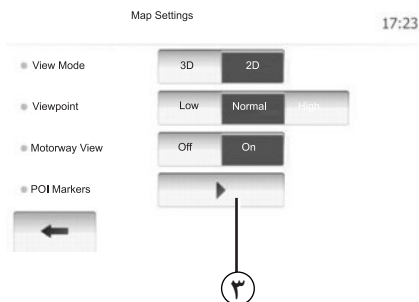 Map Settings
17:23
View Mode 3D 2D
Viewpoint Low Normal High
Motorway View Off On
POI Markers
٣